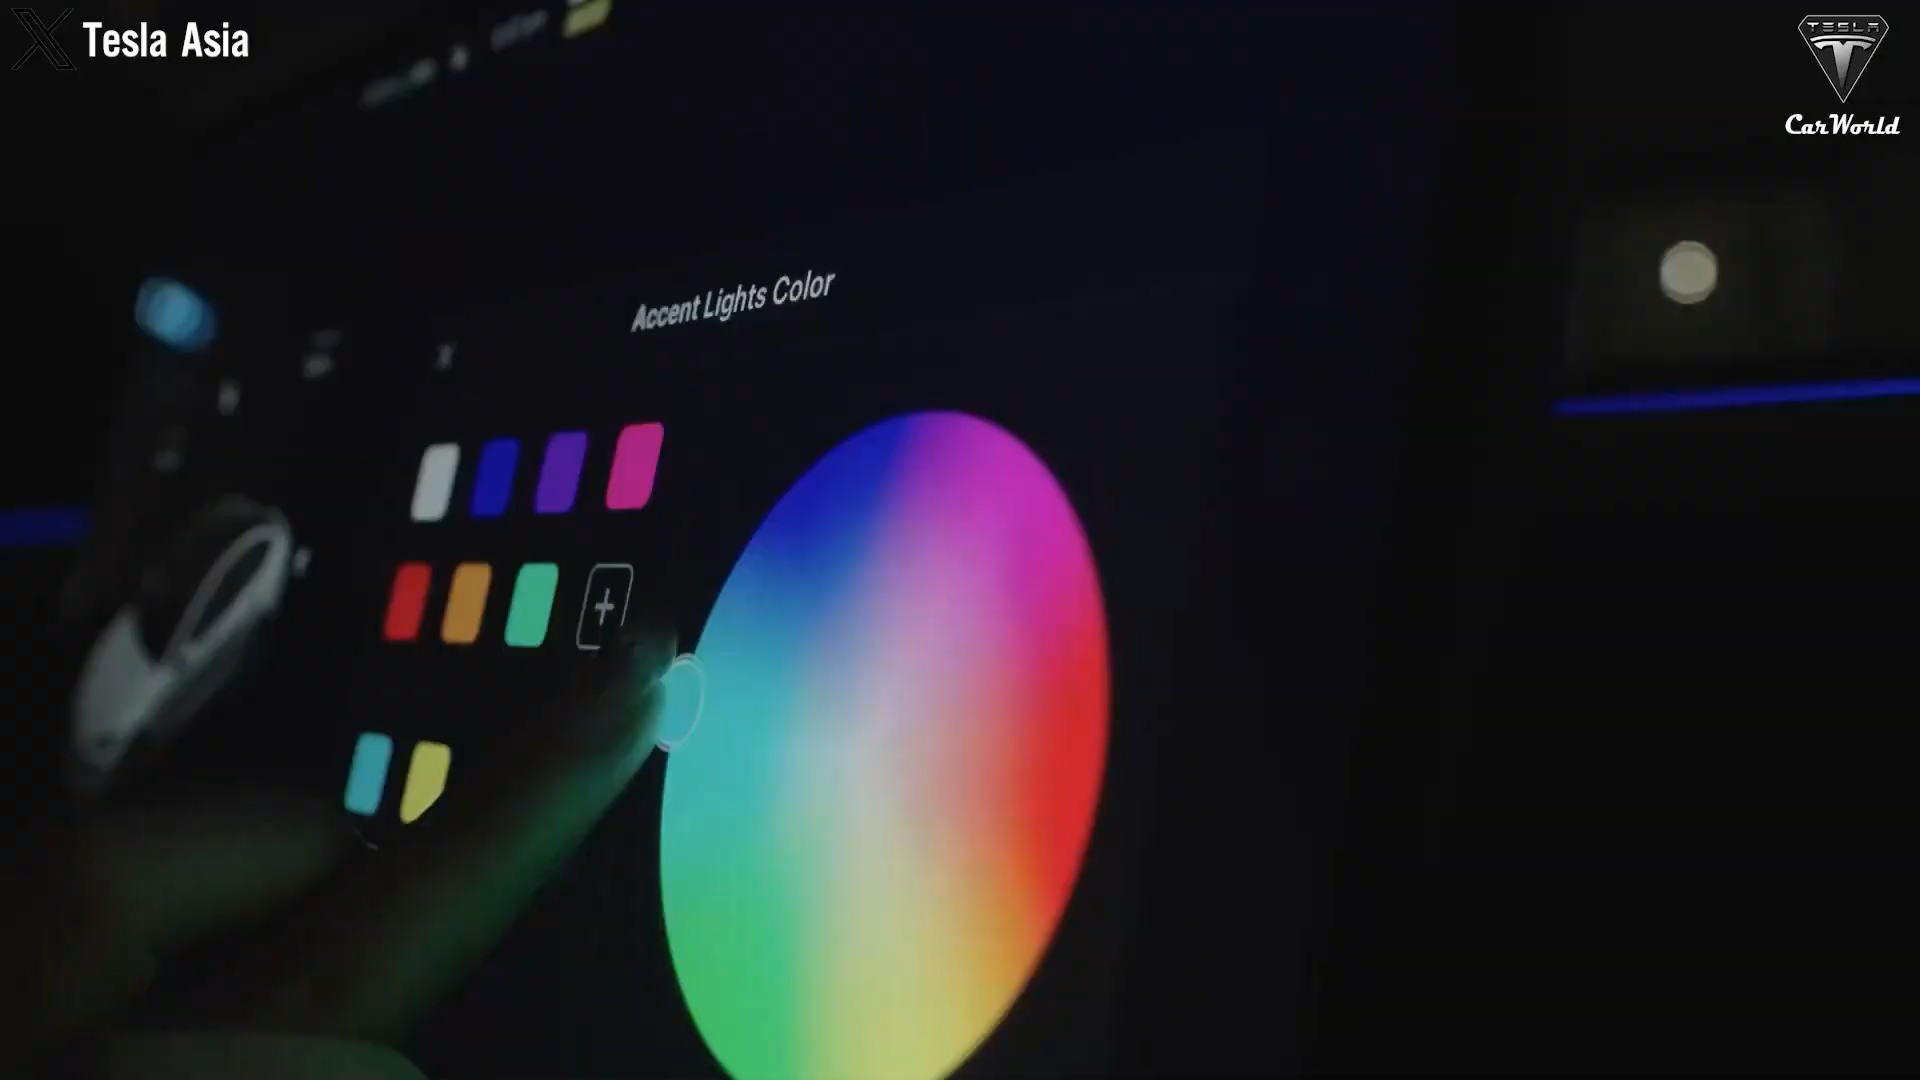 X Tesla Asia
TESLA
CarWorld
Accent Lights Color
+